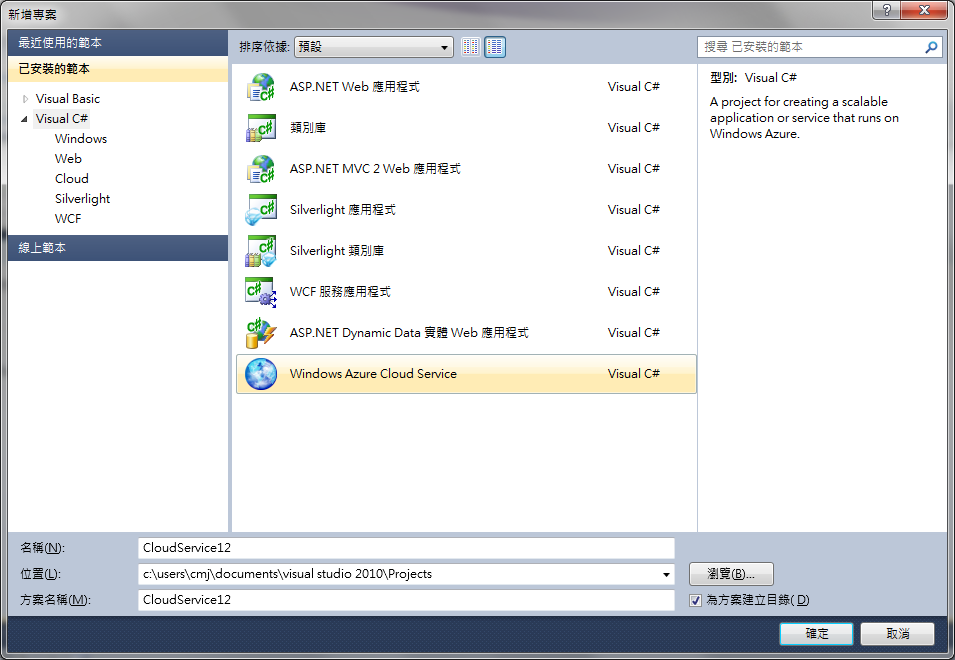 新增專案
最近使用的範本
已安裝的範本
Visual Basic
Visual C#
Windows
Web
Cloud
Silverlight
WCF
線上範本
排序依據: 預設
ASP.NET Web 應用程式 Visual C#
類別庫 Visual C#
ASP.NET MVC 2 Web 應用程式 Visual C#
Silverlight 應用程式 Visual C#
Silverlight 類別庫 Visual C#
WCF 服務應用程式 Visual C#
ASP.NET Dynamic Data 實體 Web 應用程式 Visual C#
Windows Azure Cloud Service Visual C#
搜尋 已安裝的範本
型別: Visual C#
A project for creating a scalable
application or service that runs on
Windows Azure.
名稱(N): CloudService12
位置(L): c:\users\cmj\documents\visual studio 2010\Projects 瀏覽(B)...
方案名稱(M): CloudService12 為方案建立目錄(D)
確定 取消